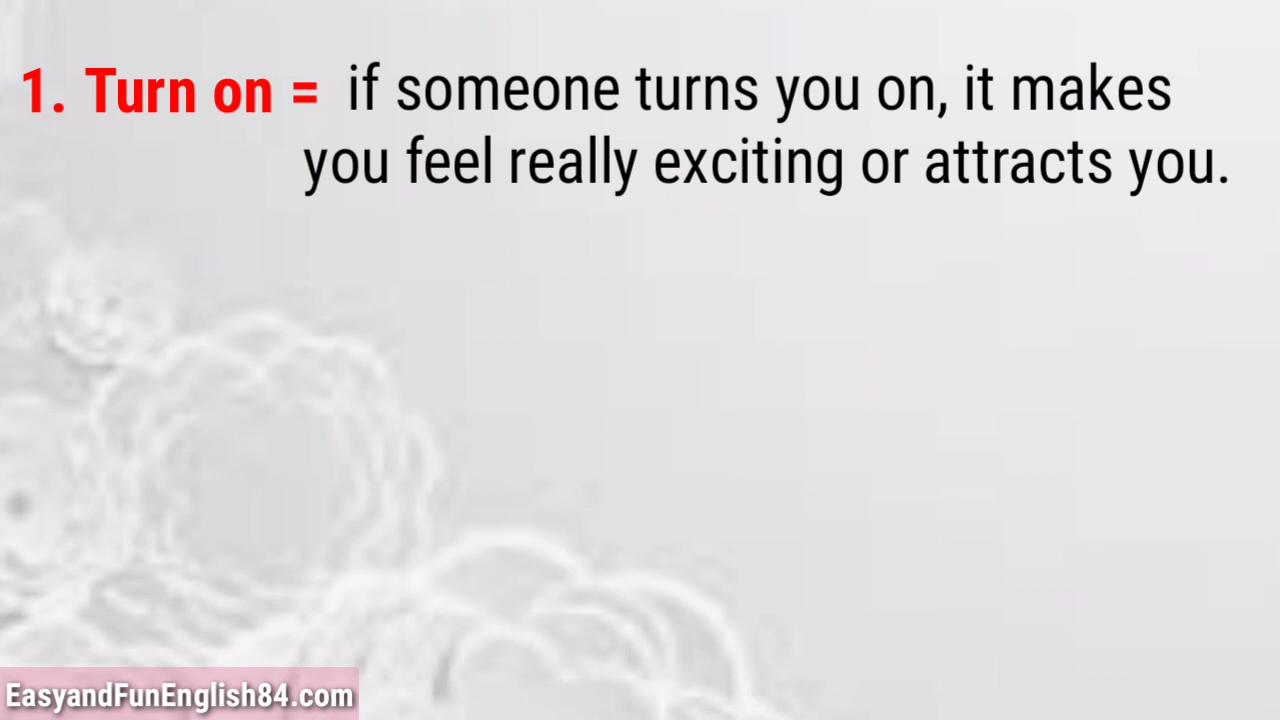 1. Turn on = if someone turns you on, it makes
you feel really exciting or attracts you.
EasyandFunEnglish84.com